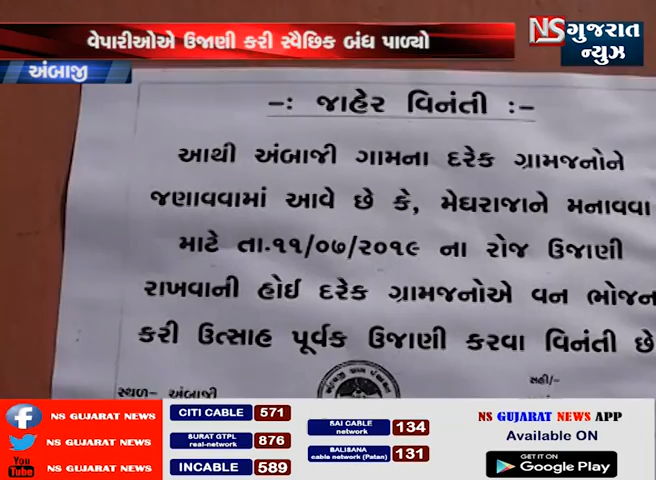 વેપારીઓએ ઉજાણી કરી સ્વૈછિક બંધ પાળ્યો
NS ગુજરાત
ન્યુઝ
અંબાજી
-: જાહેર વિનંતી :-
આથી અંબાજી ગામના દરેક ગ્રામજનોને
જણાવવામાં આવે છે કે, મેઘરાજાને મનાવવા
માટે તા.૧૧/૦૭/૨૦૧૯ ના રોજ ઉજાણી
રાખવાની હોઈ દરેક ગ્રામજનોએ વન ભોજન
કરી ઉત્સાહ પૂર્વક ઉજાણી કરવા વિનંતી છે
સ્થળ- અંબાજી
સહી/-
NS GUJARAT NEWS
NS GUJARAT NEWS
You Tube NS GUJARAT NEWS
CITI CABLE 571
SURAT GTPL real-network 876
INCABLE 589
SAI CABLE network 134
BALISANA cable network (Patan) 131
NS GUJARAT NEWS APP
Available ON
GET IT ON
Google Play